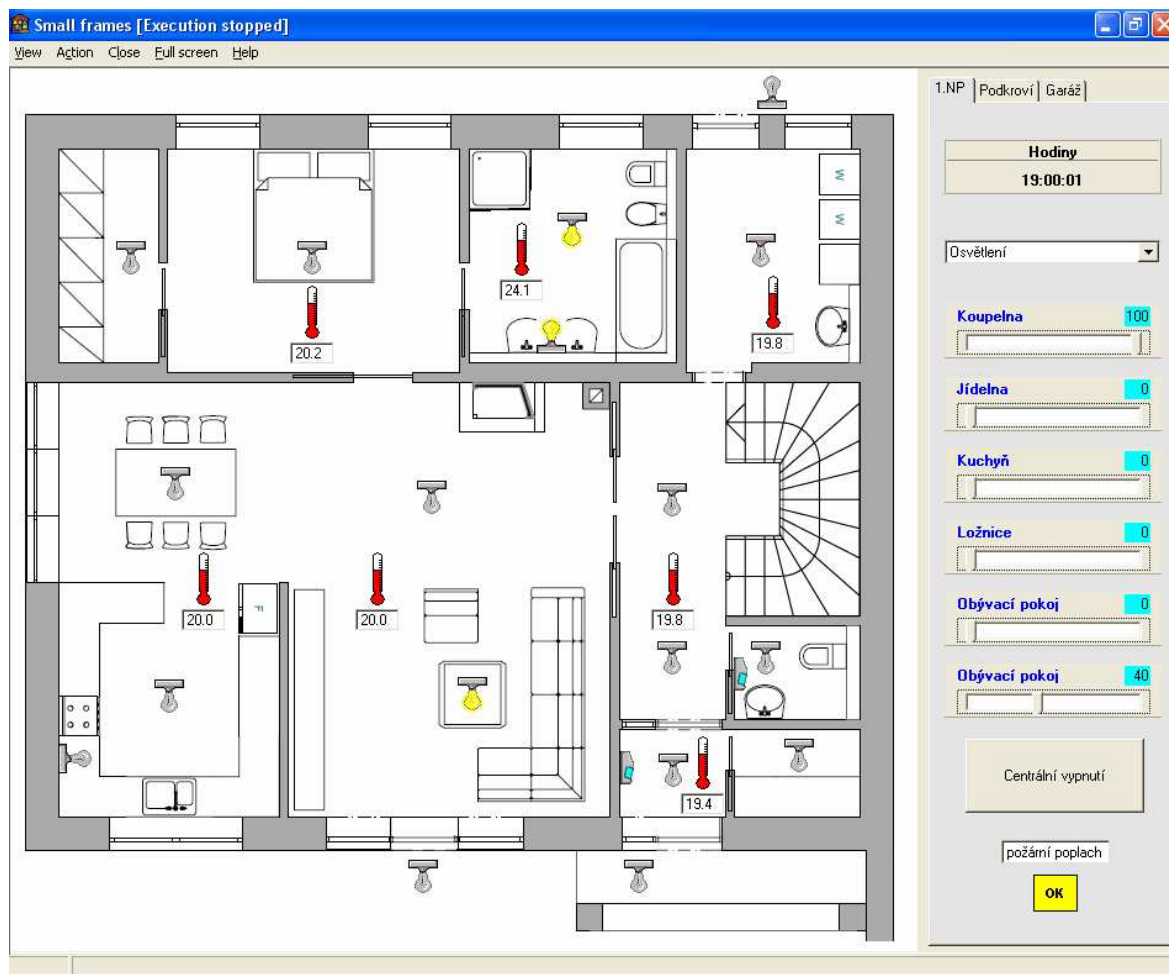 Small frames [Execution stopped]
View Action Close Full screen Help
1.NP Podkroví Garáž
Hodiny
19:00:01
Osvětlení
Koupelna 100
Jídelna 0
Kuchyň 0
Ložnice 0
Obývací pokoj 0
Obývací pokoj 40
Centrální vypnutí
požární poplach
OK
W
W
24.1
20.2
19.8
20.0
F
20.0
19.8
19.4